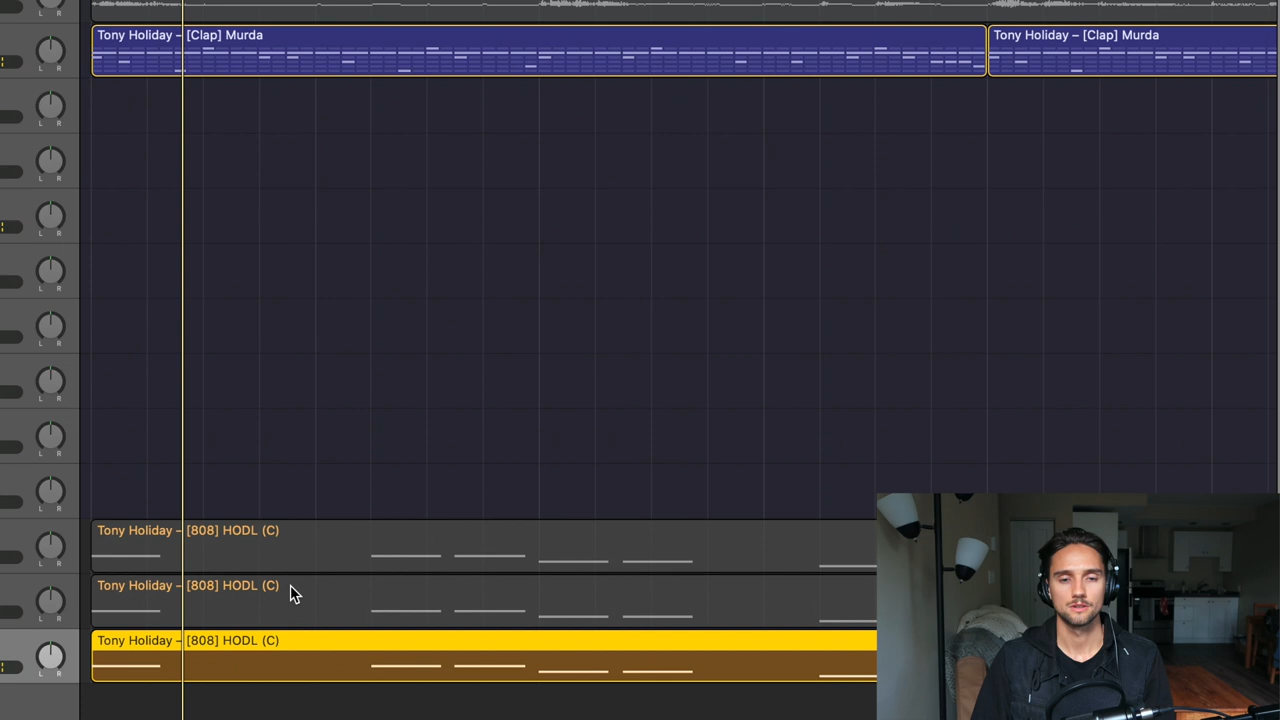 Tony Holiday – [Clap] Murda
Tony Holiday – [Clap] Murda
L R
L R
L R
L R
L R
L R
L R
L R
L R
L R
Tony Holiday – [808] HODL (C)
L R
Tony Holiday – [808] HODL (C)
L R
Tony Holiday – [808] HODL (C)
L R